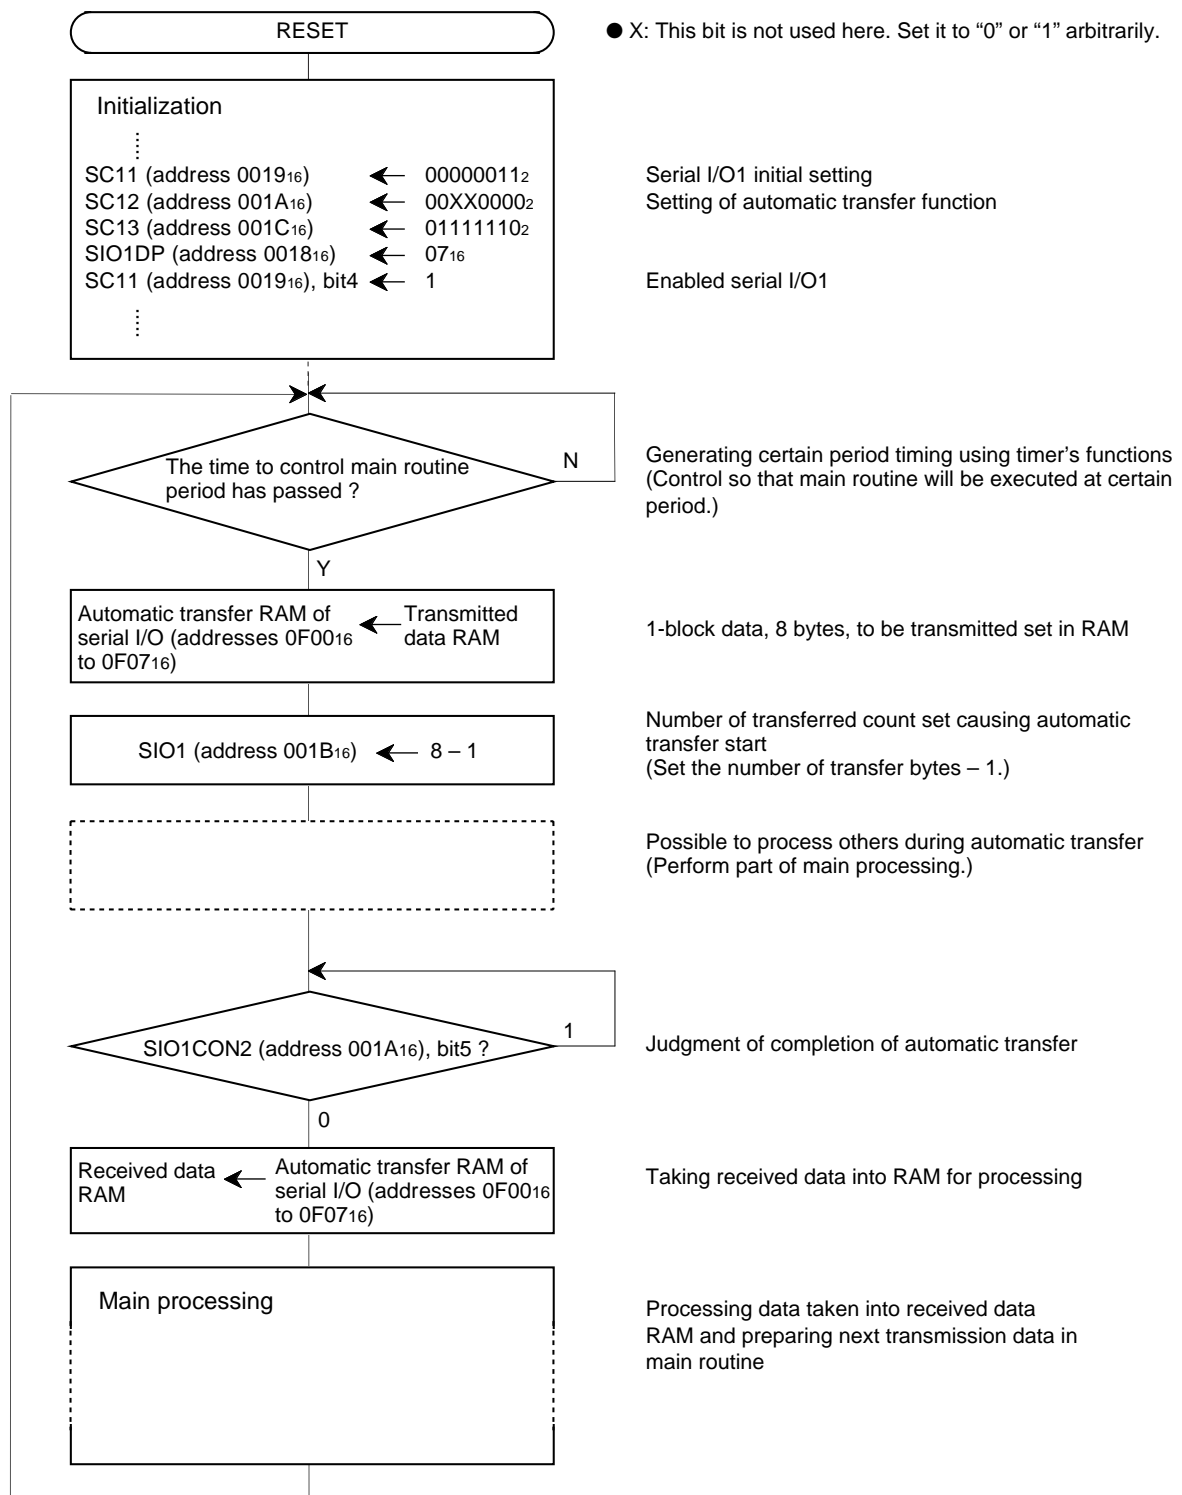 RESET
● X: This bit is not used here. Set it to “0” or “1” arbitrarily.
Initialization
SC11 (address 001916) ← 000000112
Serial I/O1 initial setting
SC12 (address 001A16) ← 00XX00002
Setting of automatic transfer function
SC13 (address 001C16) ← 011111102
SIO1DP (address 001816) ← 0716
SC11 (address 001916), bit4 ← 1
Enabled serial I/O1
The time to control main routine
period has passed ?
N
Y
Generating certain period timing using timer’s functions
(Control so that main routine will be executed at certain
period.)
Automatic transfer RAM of
serial I/O (addresses 0F0016
to 0F0716)
← Transmitted
data RAM
1-block data, 8 bytes, to be transmitted set in RAM
SIO1 (address 001B16) ← 8 – 1
Number of transferred count set causing automatic
transfer start
(Set the number of transfer bytes – 1.)
Possible to process others during automatic transfer
(Perform part of main processing.)
SIO1CON2 (address 001A16), bit5 ?
1
0
Judgment of completion of automatic transfer
Received data
RAM
← Automatic transfer RAM of
serial I/O (addresses 0F0016
to 0F0716)
Taking received data into RAM for processing
Main processing
Processing data taken into received data
RAM and preparing next transmission data in
main routine